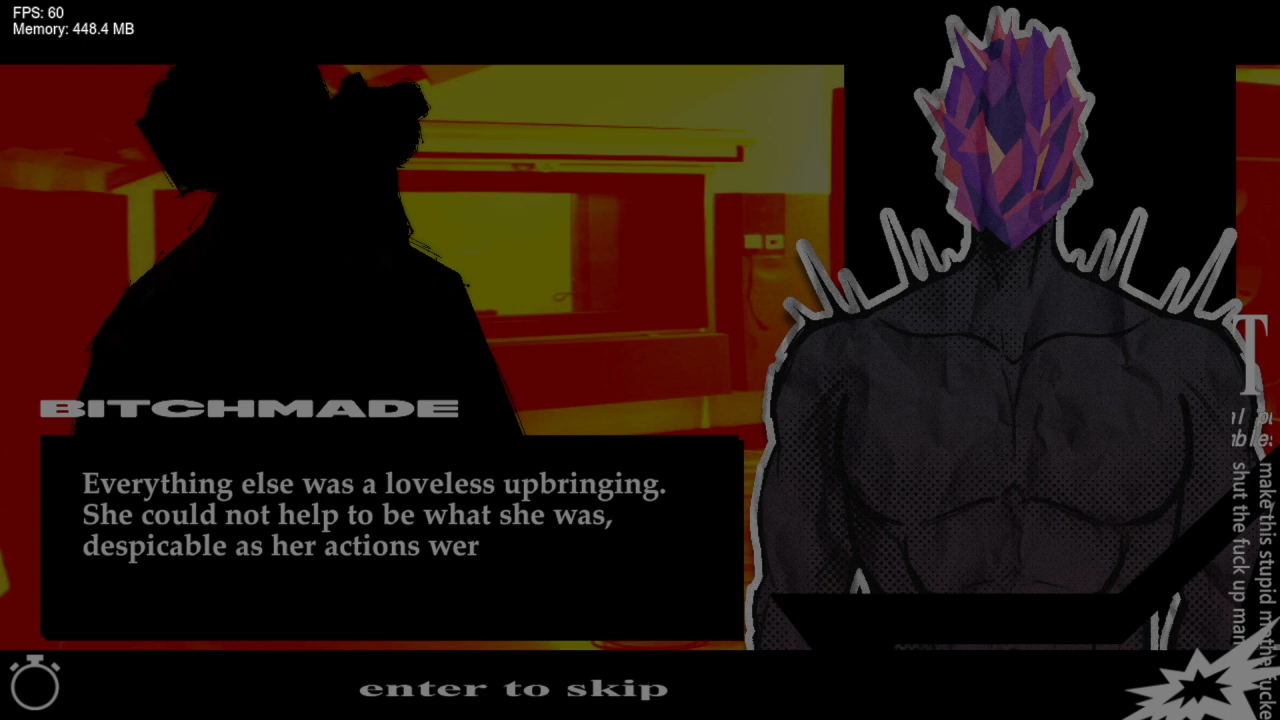 FPS: 60
Memory: 448.4 MB
BITCHMADE
Everything else was a loveless upbringing.
She could not help to be what she was,
despicable as her actions wer
T
make this stupid mothefucke
shut the fuck up man
enter to skip